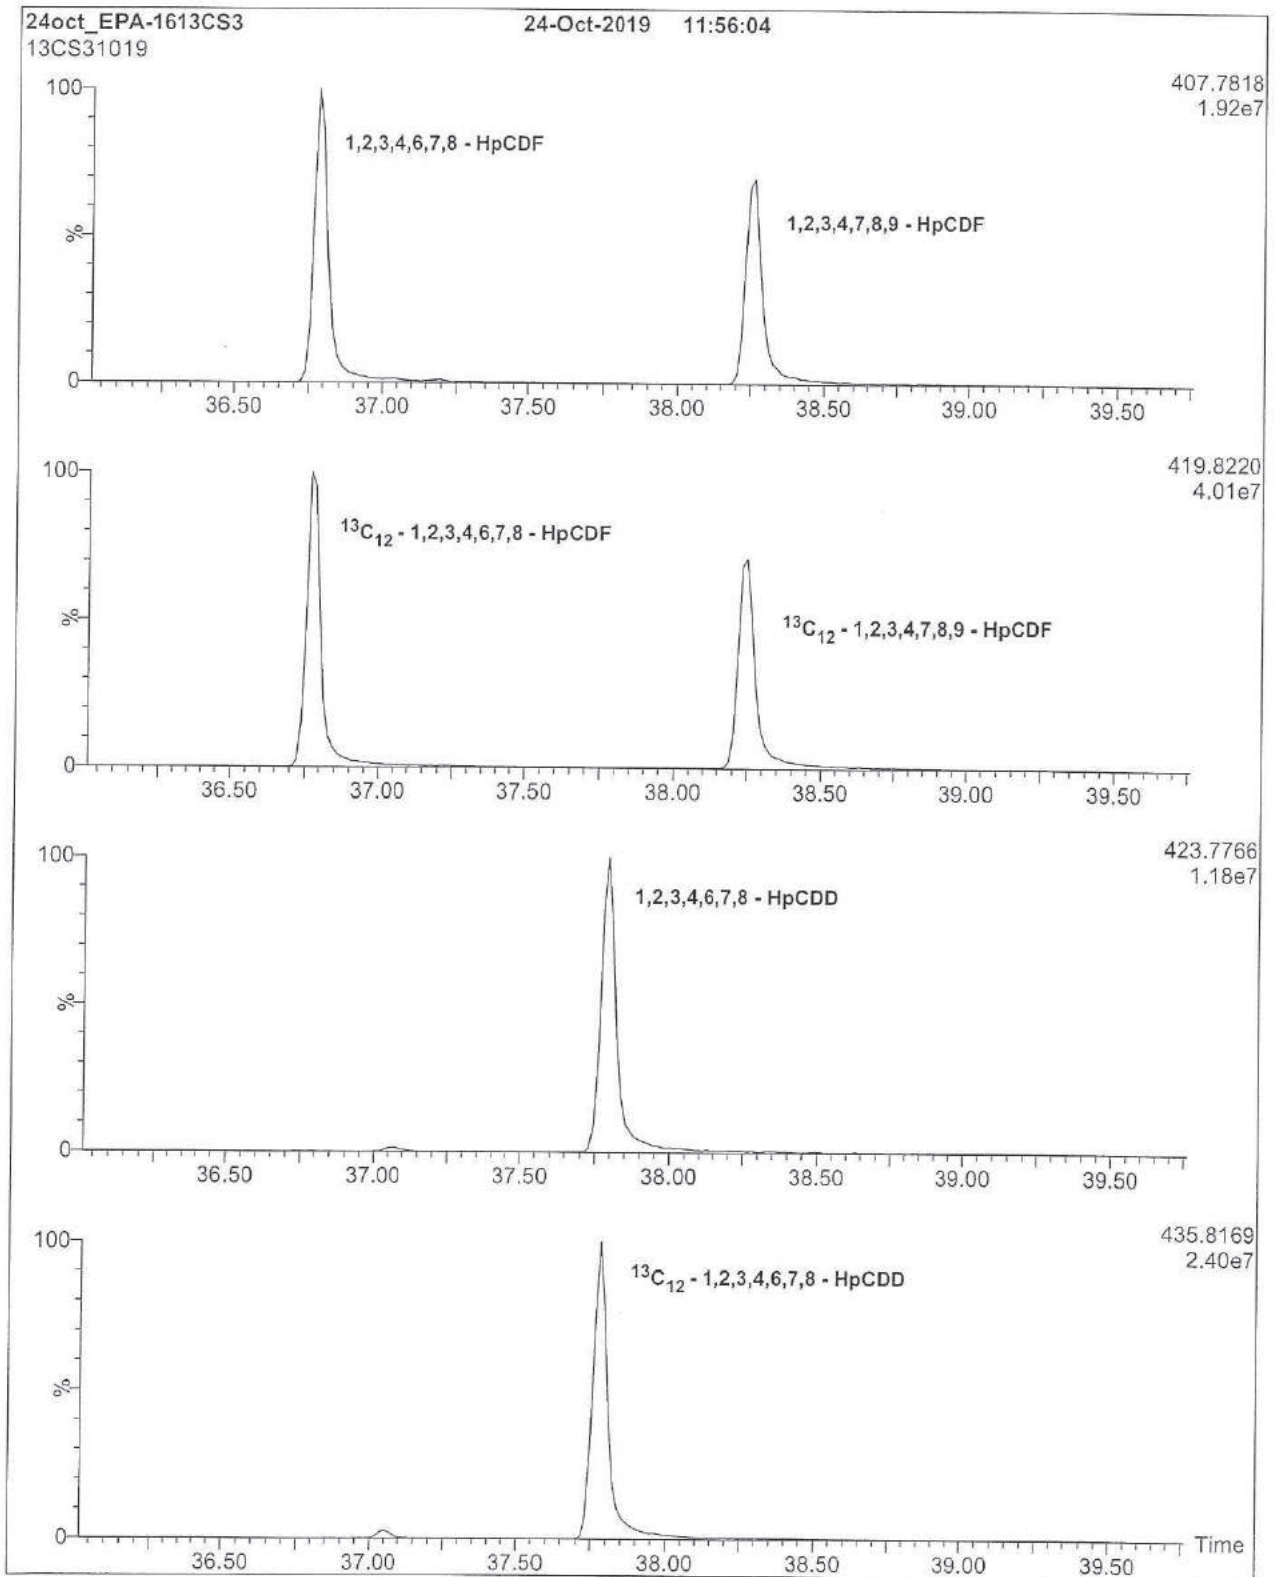 24oct_EPA-1613CS3 24-Oct-2019 11:56:04
13CS31019
407.7818
1.92e7
100
1,2,3,4,6,7,8 - HpCDF
1,2,3,4,7,8,9 - HpCDF
%
0
36.50 37.00 37.50 38.00 38.50 39.00 39.50
419.8220
4.01e7
100
¹³C₁₂ - 1,2,3,4,6,7,8 - HpCDF
¹³C₁₂ - 1,2,3,4,7,8,9 - HpCDF
%
0
36.50 37.00 37.50 38.00 38.50 39.00 39.50
423.7766
1.18e7
100
1,2,3,4,6,7,8 - HpCDD
%
0
36.50 37.00 37.50 38.00 38.50 39.00 39.50
435.8169
2.40e7
100
¹³C₁₂ - 1,2,3,4,6,7,8 - HpCDD
%
0
Time
36.50 37.00 37.50 38.00 38.50 39.00 39.50